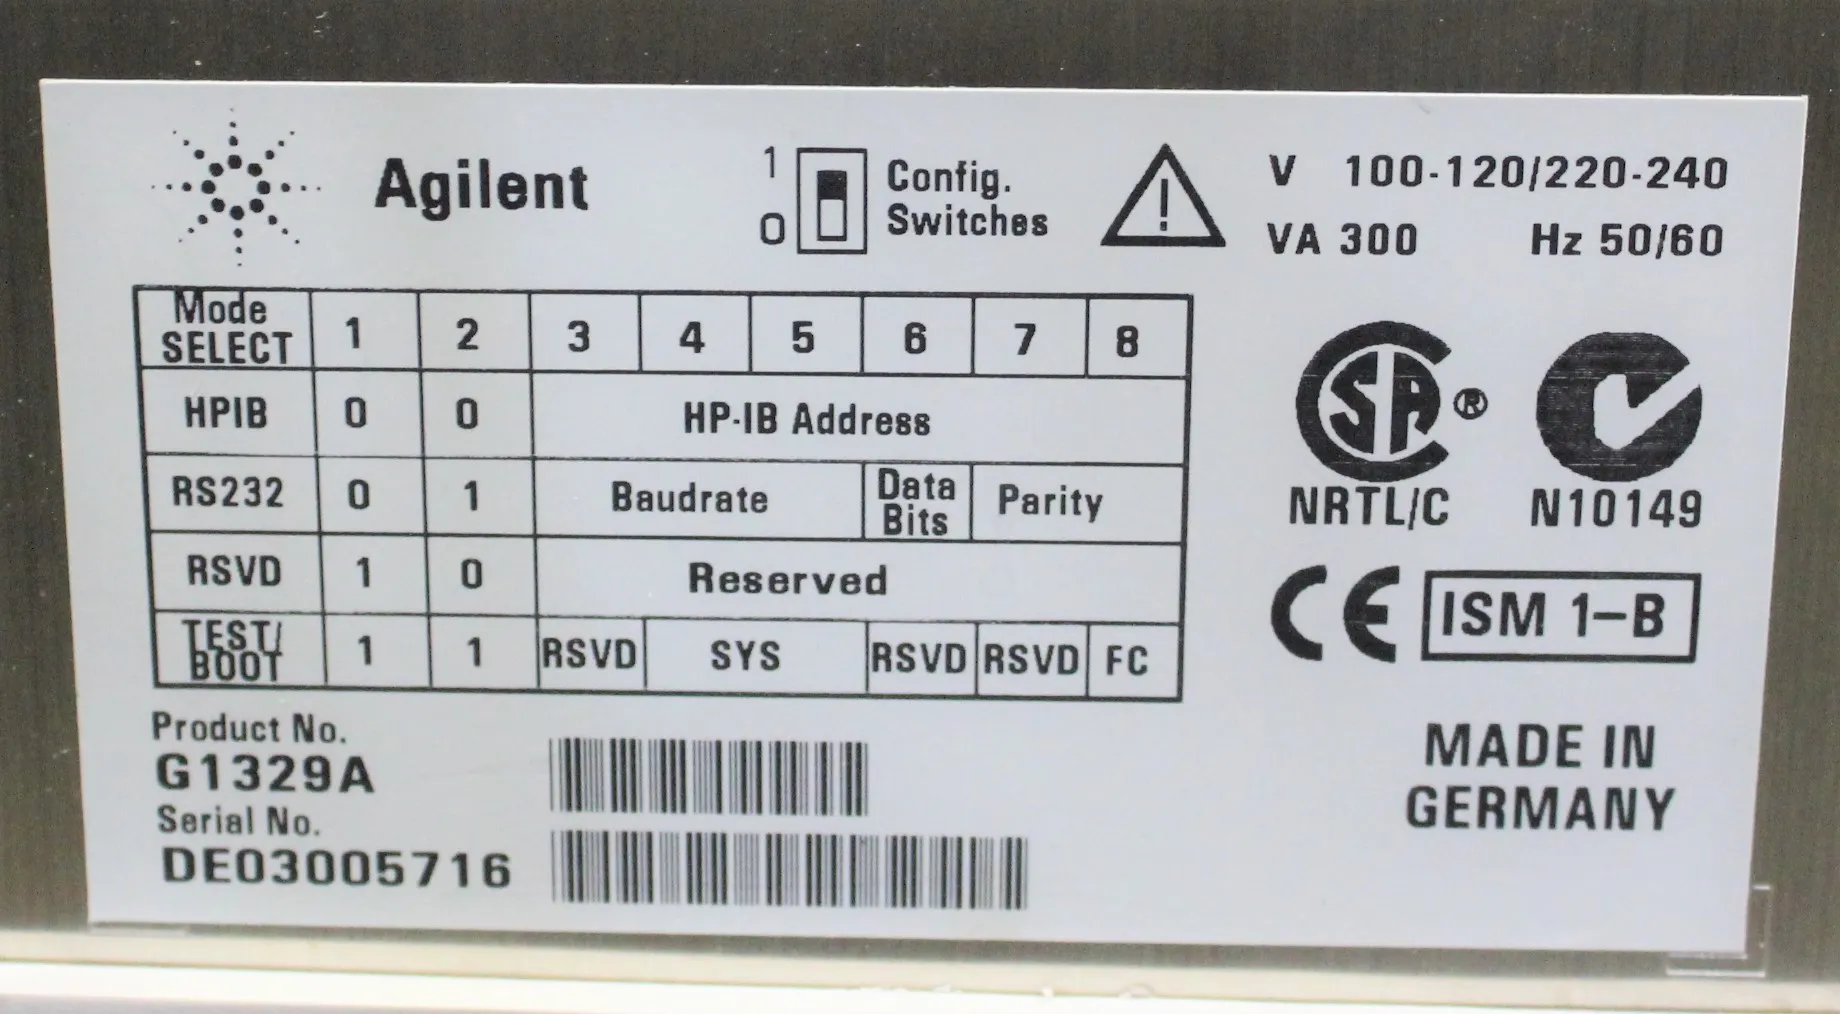 Agilent
1
0
Config.
Switches
V 100-120/220-240
VA 300 Hz 50/60
Mode SELECT 1 2 3 4 5 6 7 8
HPIB 0 0 HP-IB Address
RS232 0 1 Baudrate Data Bits Parity
RSVD 1 0 Reserved
TEST/ BOOT 1 1 RSVD SYS RSVD RSVD FC
SA ®
NRTL/C
N10149
CE ISM 1-B
Product No.
G1329A
Serial No.
DE03005716
MADE IN
GERMANY